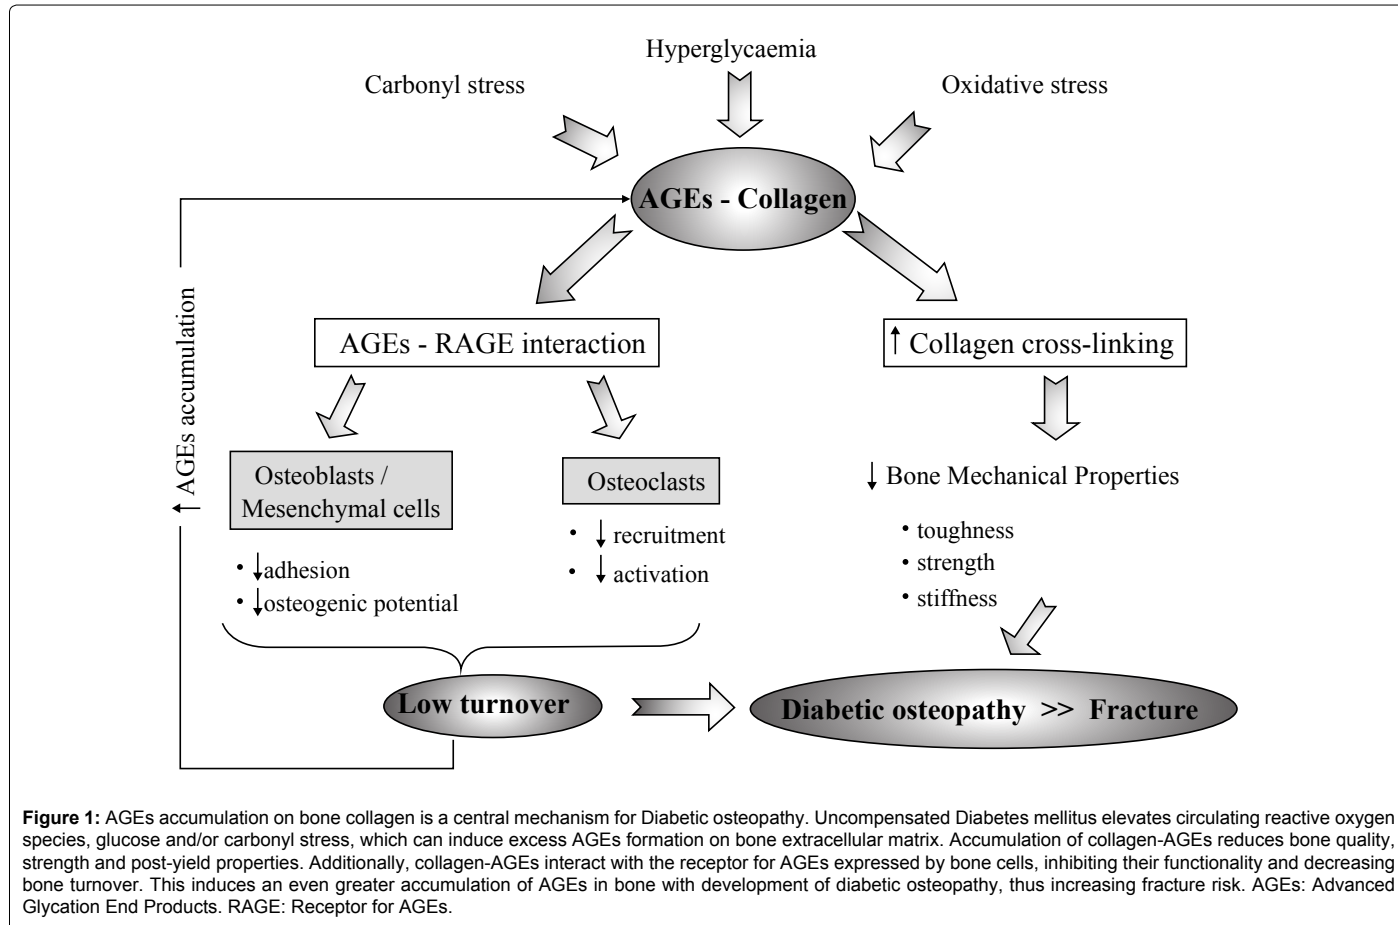 Hyperglycaemia
Carbonyl stress
Oxidative stress
AGEs - Collagen
AGEs - RAGE interaction
↑ Collagen cross-linking
↑ AGEs accumulation
Osteoblasts /
Mesenchymal cells
• ↓adhesion
• ↓osteogenic potential
Osteoclasts
• ↓ recruitment
• ↓ activation
↓ Bone Mechanical Properties
• toughness
• strength
• stiffness
Low turnover
Diabetic osteopathy >> Fracture
Figure 1: AGEs accumulation on bone collagen is a central mechanism for Diabetic osteopathy. Uncompensated Diabetes mellitus elevates circulating reactive oxygen
species, glucose and/or carbonyl stress, which can induce excess AGEs formation on bone extracellular matrix. Accumulation of collagen-AGEs reduces bone quality,
strength and post-yield properties. Additionally, collagen-AGEs interact with the receptor for AGEs expressed by bone cells, inhibiting their functionality and decreasing
bone turnover. This induces an even greater accumulation of AGEs in bone with development of diabetic osteopathy, thus increasing fracture risk. AGEs: Advanced
Glycation End Products. RAGE: Receptor for AGEs.